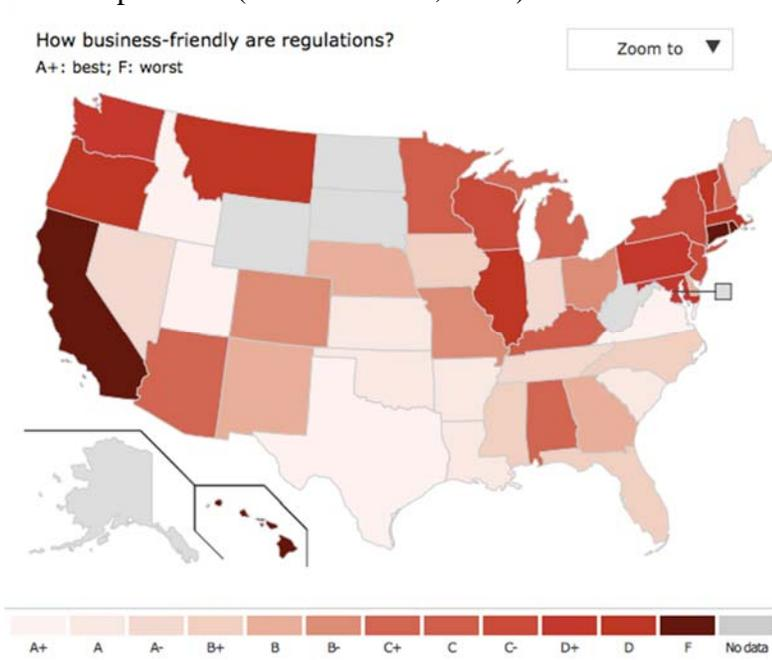 How business-friendly are regulations?
A+: best; F: worst
Zoom to
A+ A A- B+ B B- C+ C C- D+ D F No data